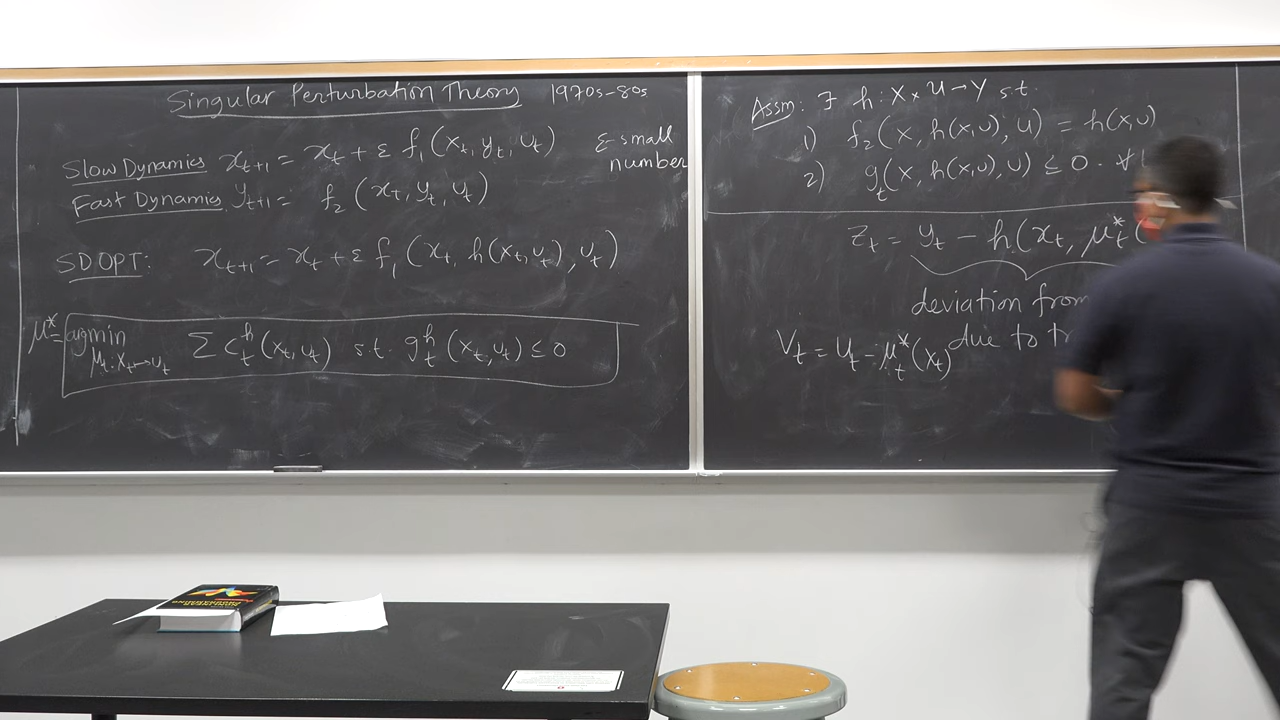 Singular Perturbation Theory 1970s-80s
Slow Dynamics x_{t+1} = x_t + ε f_1(x_t, y_t, u_t) ε-small number
Fast Dynamics y_{t+1} = f_2(x_t, y_t, u_t)
SDOPT: x_{t+1} = x_t + ε f_1(x_t, h(x_t, u_t), u_t)
μ* = argmin Σ c_t^h(x_t, u_t) s.t. g_t^h(x_t, u_t) ≤ 0
μ_t: x_t ↦ u_t
Assm: ∃ h: X × U → Y s.t.
1) f_2(x, h(x,u), u) = h(x,u)
2) g_t(x, h(x,u), u) ≤ 0. ∀
z_t = y_t − h(x_t, μ_t^*(
deviation from
due to
V_t = u_t − μ_t^*(x_t)